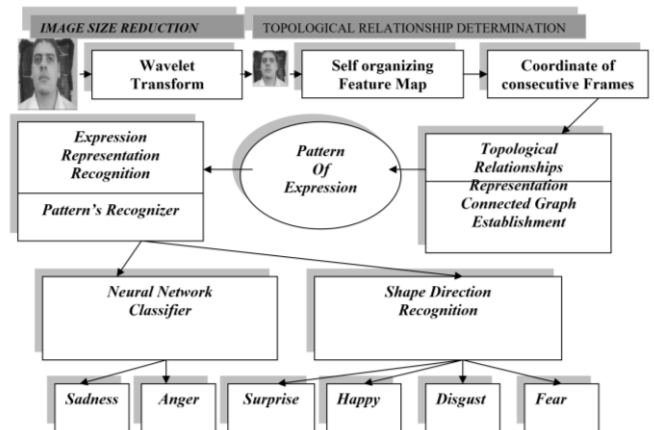 IMAGE SIZE REDUCTION
TOPOLOGICAL RELATIONSHIP DETERMINATION
Wavelet
Transform
Self organizing
Feature Map
Coordinate of
consecutive Frames
Expression
Representation
Recognition
Pattern's Recognizer
Pattern
Of
Expression
Topological
Relationships
Representation
Connected Graph
Establishment
Neural Network
Classifier
Shape Direction
Recognition
Sadness
Anger
Surprise
Happy
Disgust
Fear